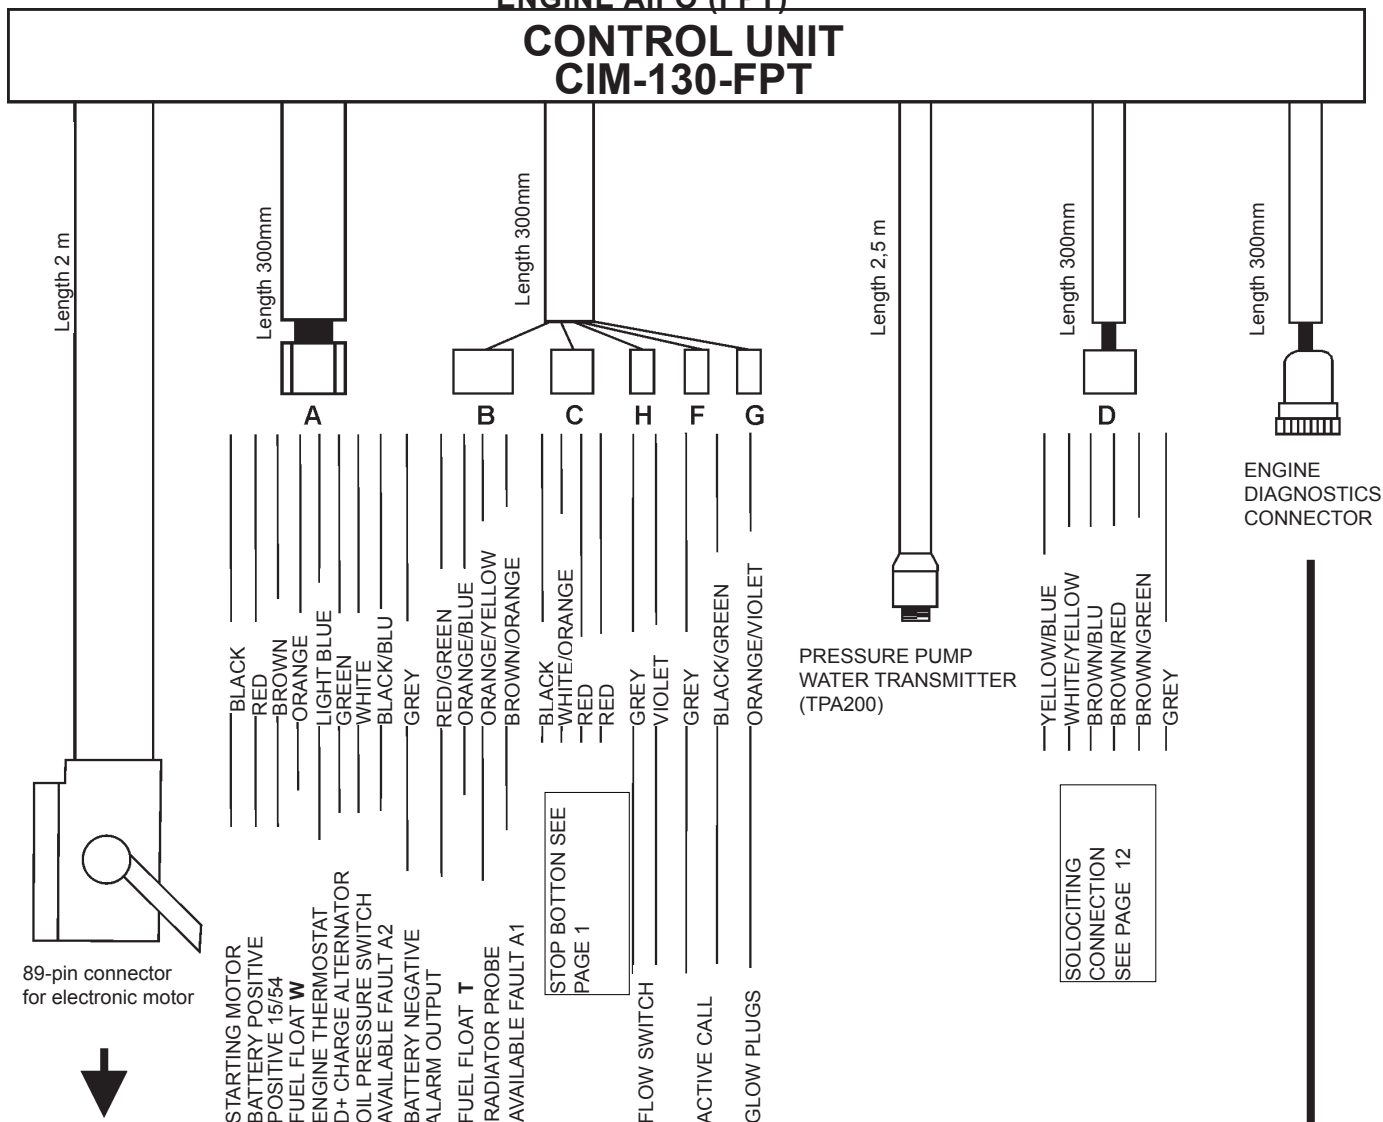 ENGINE AIFO (FPT)
CONTROL UNIT
CIM-130-FPT
Length 2 m
Length 300mm
Length 300mm
Length 2,5 m
Length 300mm
Length 300mm
A
B
C
H
F
G
D
ENGINE
DIAGNOSTICS
CONNECTOR
BLACK
RED
BROWN
ORANGE
LIGHT BLUE
GREEN
WHITE
BLACK/BLU
GREY
RED/GREEN
ORANGE/BLUE
ORANGE/YELLOW
BROWN/ORANGE
BLACK
WHITE/ORANGE
RED
RED
GREY
VIOLET
GREY
BLACK/GREEN
ORANGE/VIOLET
PRESSURE PUMP
WATER TRANSMITTER
(TPA200)
YELLOW/BLUE
WHITE/YELLOW
BROWN/BLU
BROWN/RED
BROWN/GREEN
GREY
89-pin connector
for electronic motor
STARTING MOTOR
BATTERY POSITIVE
POSITIVE 15/54
FUEL FLOAT W
ENGINE THERMOSTAT
D+ CHARGE ALTERNATOR
OIL PRESSURE SWITCH
AVAILABLE FAULT A2
BATTERY NEGATIVE
ALARM OUTPUT
FUEL FLOAT T
RADIATOR PROBE
AVAILABLE FAULT A1
STOP BOTTON SEE
PAGE 1
FLOW SWITCH
ACTIVE CALL
GLOW PLUGS
SOLOCITING
CONNECTION
SEE PAGE 12